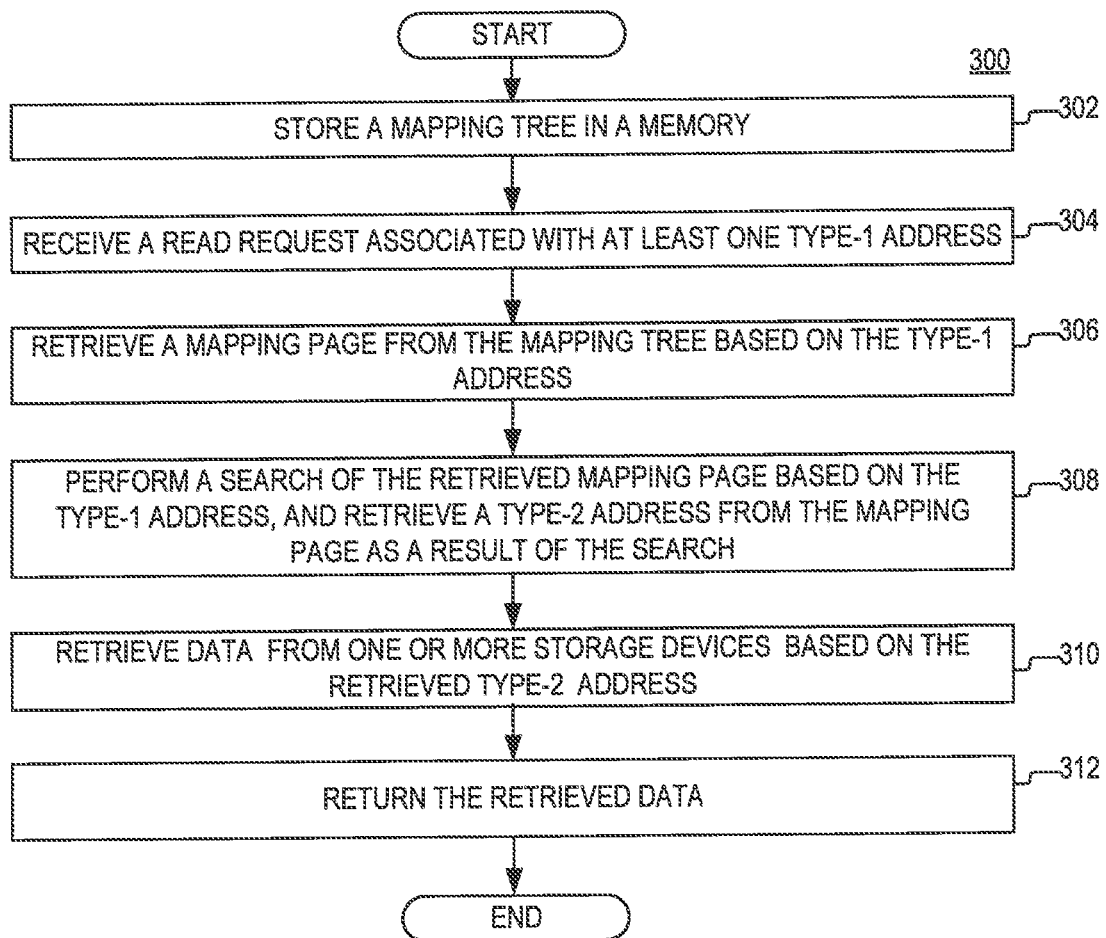 START
300
STORE A MAPPING TREE IN A MEMORY
302
RECEIVE A READ REQUEST ASSOCIATED WITH AT LEAST ONE TYPE-1 ADDRESS
304
RETRIEVE A MAPPING PAGE FROM THE MAPPING TREE BASED ON THE TYPE-1
ADDRESS
306
PERFORM A SEARCH OF THE RETRIEVED MAPPING PAGE BASED ON THE
TYPE-1 ADDRESS, AND RETRIEVE A TYPE-2 ADDRESS FROM THE MAPPING
PAGE AS A RESULT OF THE SEARCH
308
RETRIEVE DATA FROM ONE OR MORE STORAGE DEVICES BASED ON THE
RETRIEVED TYPE-2 ADDRESS
310
RETURN THE RETRIEVED DATA
312
END